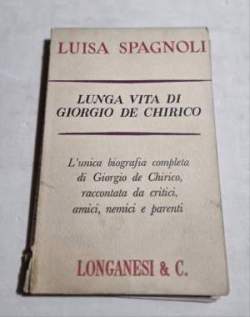 LUISA SPAGNOLI
LUNGA VITA DI
GIORGIO DE CHIRICO
L'unica biografia completa
di Giorgio de Chirico,
raccontata da critici,
amici, nemici e parenti
LONGANESI & C.